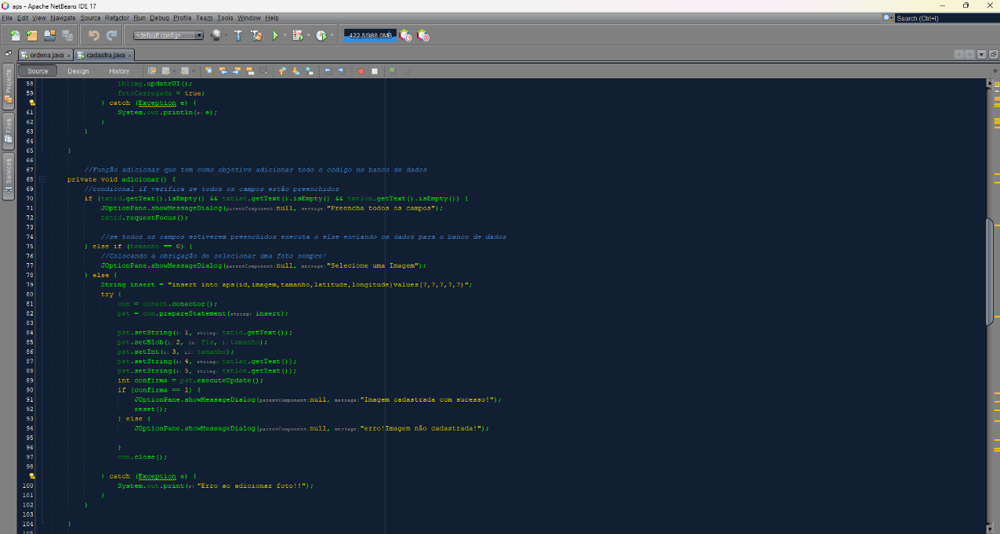 aps - Apache NetBeans IDE 17
File Edit View Navigate Source Refactor Run Debug Profile Team Tools Window Help
Search (Ctrl+I)
<default config>
422,5/988,0MB
ordena.java
cadastra.java
Source Design History
Projects
Files
Services
58 lblimg.updateUI();
59 fotoCarregada = true;
} catch (Exception e) {
61 System.out.println(x: e);
62 }
63 }
64
65 }
66
67 //Função adicionar que tem como objetivo adicionar todo o codigo no banco de dados
68 private void adicionar() {
69 //condiconal if verifica se todos os campos estão preenchidos
70 if (txtid.getText().isEmpty() && txtlat.getText().isEmpty() && txtlon.getText().isEmpty()) {
71 JOptionPane.showMessageDialog(parentComponent: null, message: "Preencha todos os campos");
72 txtid.requestFocus();
73
74 //se todos os campos estiverem preenchidos executa o else enviando os dados para o banco de dados
75 } else if (tamanho == 0) {
76 //Colocando a obrigação de selecionar uma foto sempre!
77 JOptionPane.showMessageDialog(parentComponent: null, message: "Selecione uma Imagem");
78 } else {
79 String insert = "insert into aps(id,imagem,tamanho,latitude,longitude)values(?,?,?,?,?)";
80 try {
81 con = conect.conector();
82 pst = con.prepareStatement(string: insert);
83
84 pst.setString(i: 1, string: txtid.getText());
85 pst.setBlob(i: 2, in: fis, l: tamanho);
86 pst.setInt(i: 3, i1: tamanho);
87 pst.setString(i: 4, string: txtlat.getText());
88 pst.setString(i: 5, string: txtlon.getText());
89 int confirma = pst.executeUpdate();
90 if (confirma == 1) {
91 JOptionPane.showMessageDialog(parentComponent: null, message: "Imagem cadastrada com sucesso!");
92 reset();
93 } else {
94 JOptionPane.showMessageDialog(parentComponent: null, message: "erro!Imagem não cadastrada!");
95
96 }
97 con.close();
98
} catch (Exception e) {
100 System.out.print(s: "Erro ao adicionar foto!!");
101 }
102 }
103
104 }
105